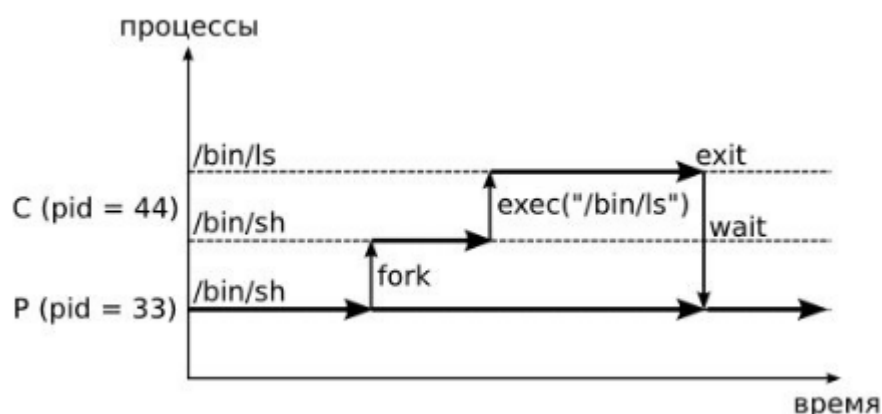 процессы
/bin/ls
exit
C (pid = 44)
exec("/bin/ls")
/bin/sh
wait
fork
/bin/sh
P (pid = 33)
время